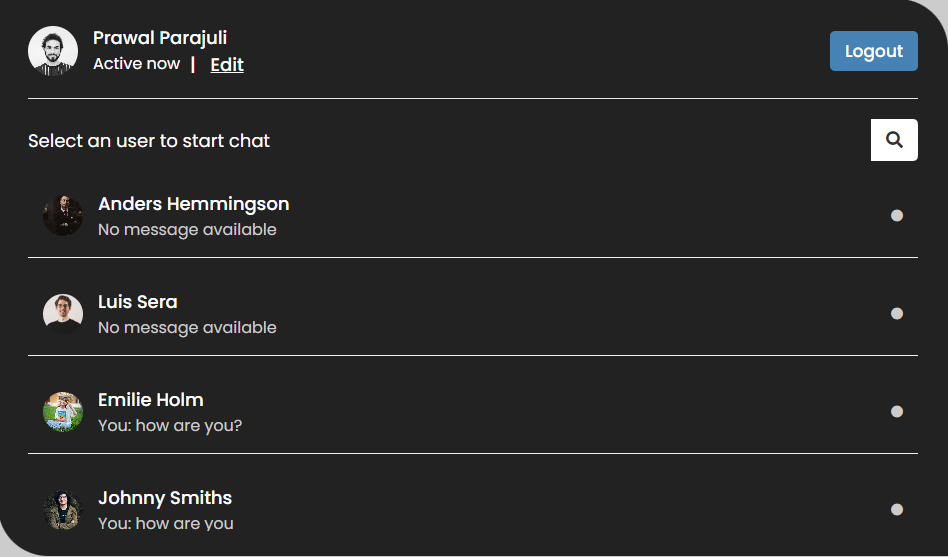 Prawal Parajuli
Active now | Edit
Logout
Select an user to start chat
Anders Hemmingson
No message available
Luis Sera
No message available
Emilie Holm
You: how are you?
Johnny Smiths
You: how are you